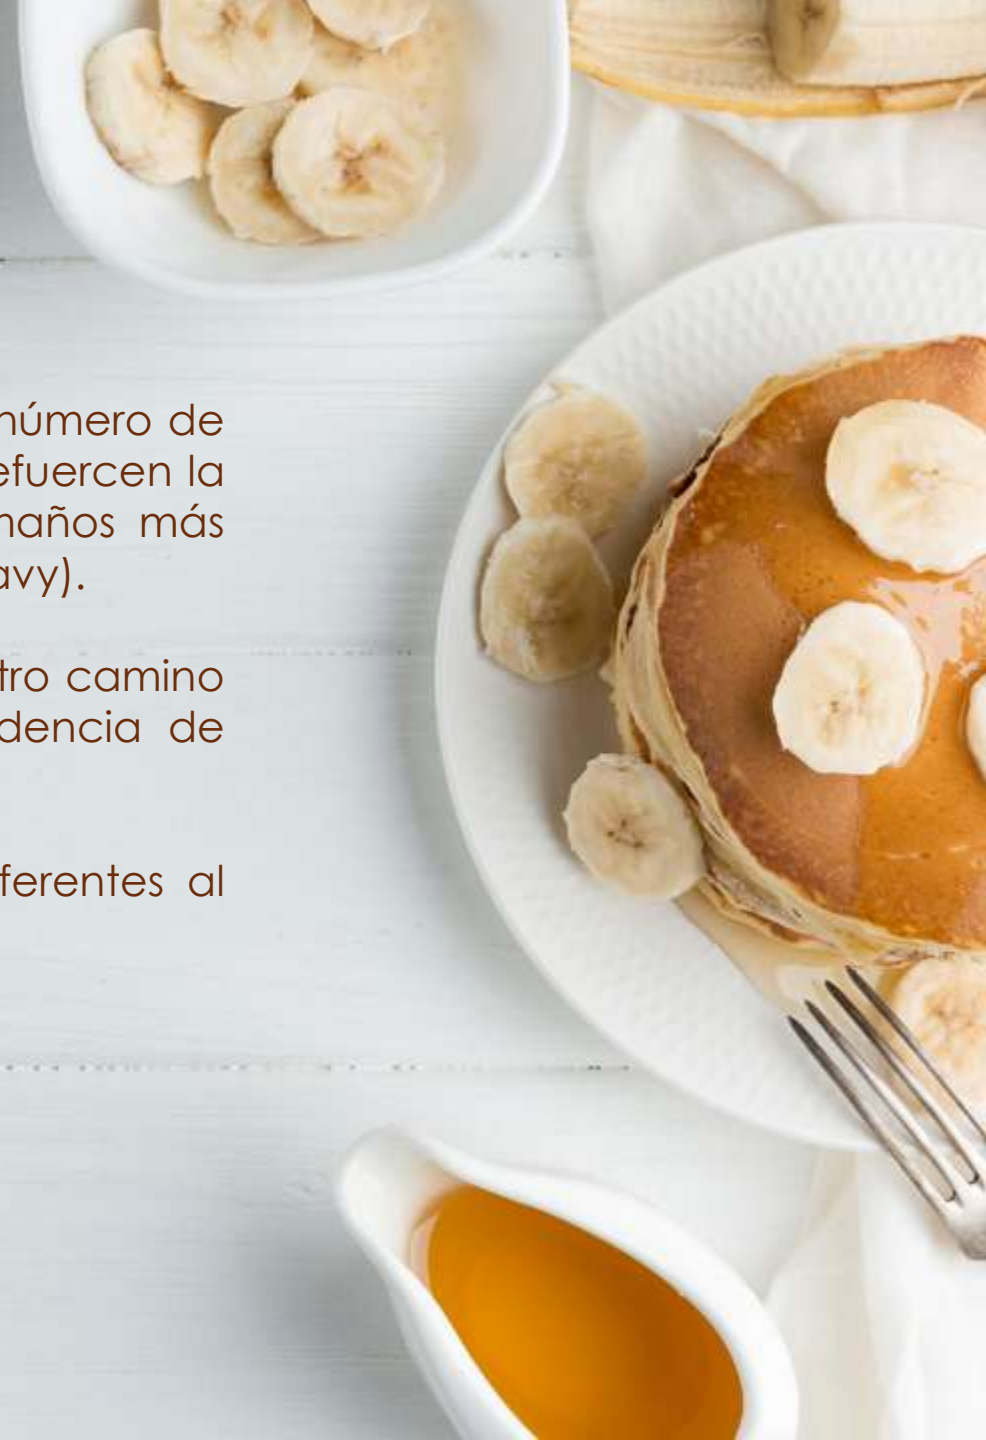 número de
efuercen la
maños más
avy).
tro camino
dencia de
ferentes al